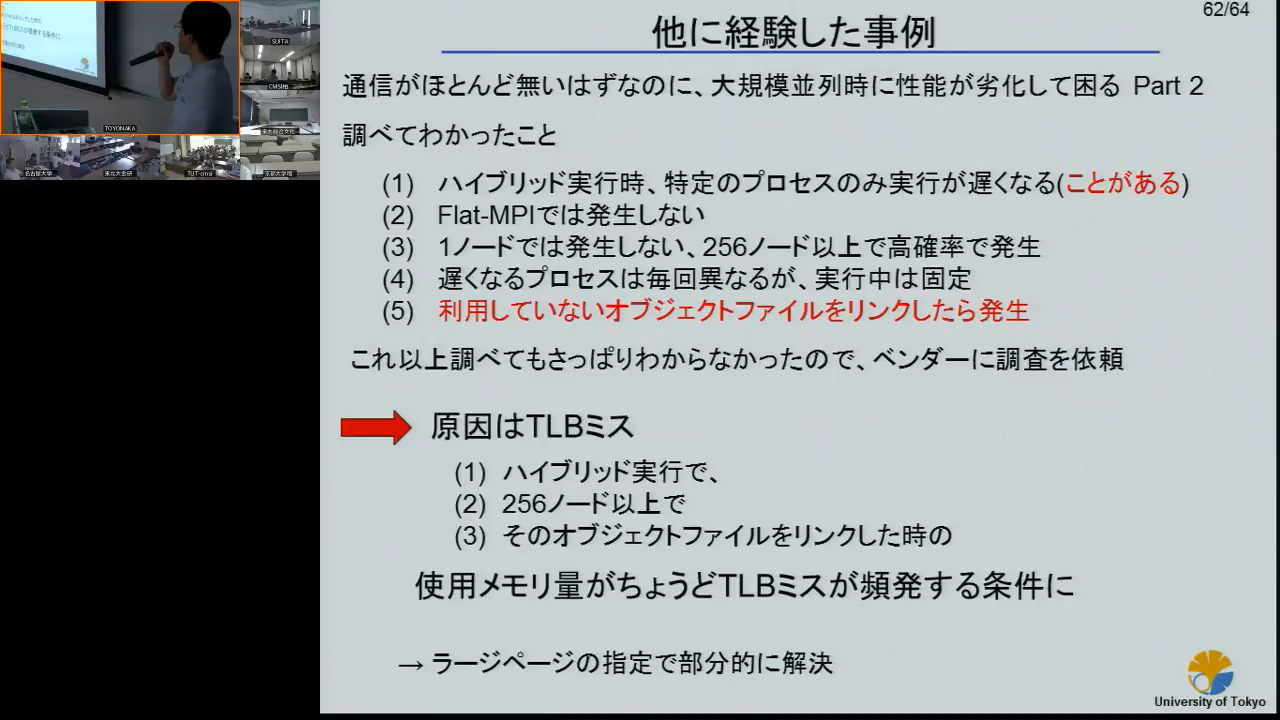 62/64
他に経験した事例
通信がほとんど無いはずなのに、大規模並列時に性能が劣化して困る Part 2
調べてわかったこと
(1) ハイブリッド実行時、特定のプロセスのみ実行が遅くなる(ことがある)
(2) Flat-MPIでは発生しない
(3) 1ノードでは発生しない、256ノード以上で高確率で発生
(4) 遅くなるプロセスは毎回異なるが、実行中は固定
(5) 利用していないオブジェクトファイルをリンクしたら発生
これ以上調べてもさっぱりわからなかったので、ベンダーに調査を依頼
原因はTLBミス
(1) ハイブリッド実行で、
(2) 256ノード以上で
(3) そのオブジェクトファイルをリンクした時の
使用メモリ量がちょうどTLBミスが頻発する条件に
→ ラージページの指定で部分的に解決
University of Tokyo
SUITA
TOYONAKA
名古屋大学
TUT-cmsi